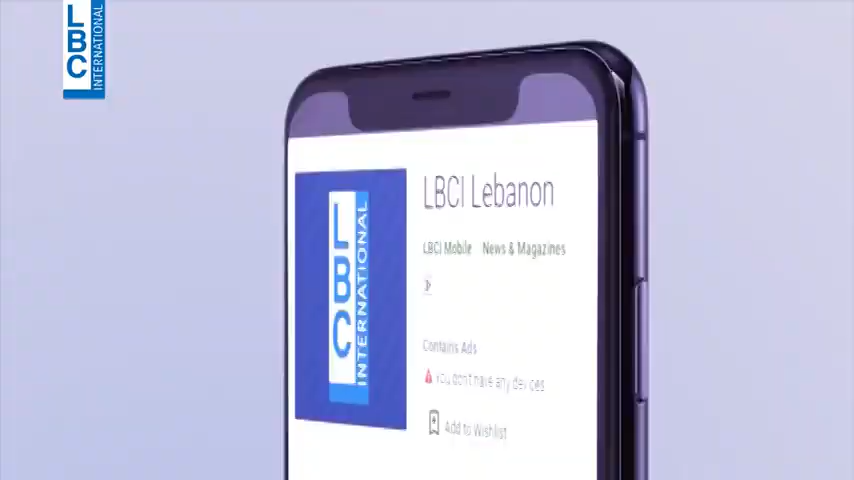 LBC
INTERNATIONAL
LBCI Lebanon
LBCI Mobile News & Magazines
LBC
INTERNATIONAL
Contains Ads
You don't have any devices
Add to Wishlist